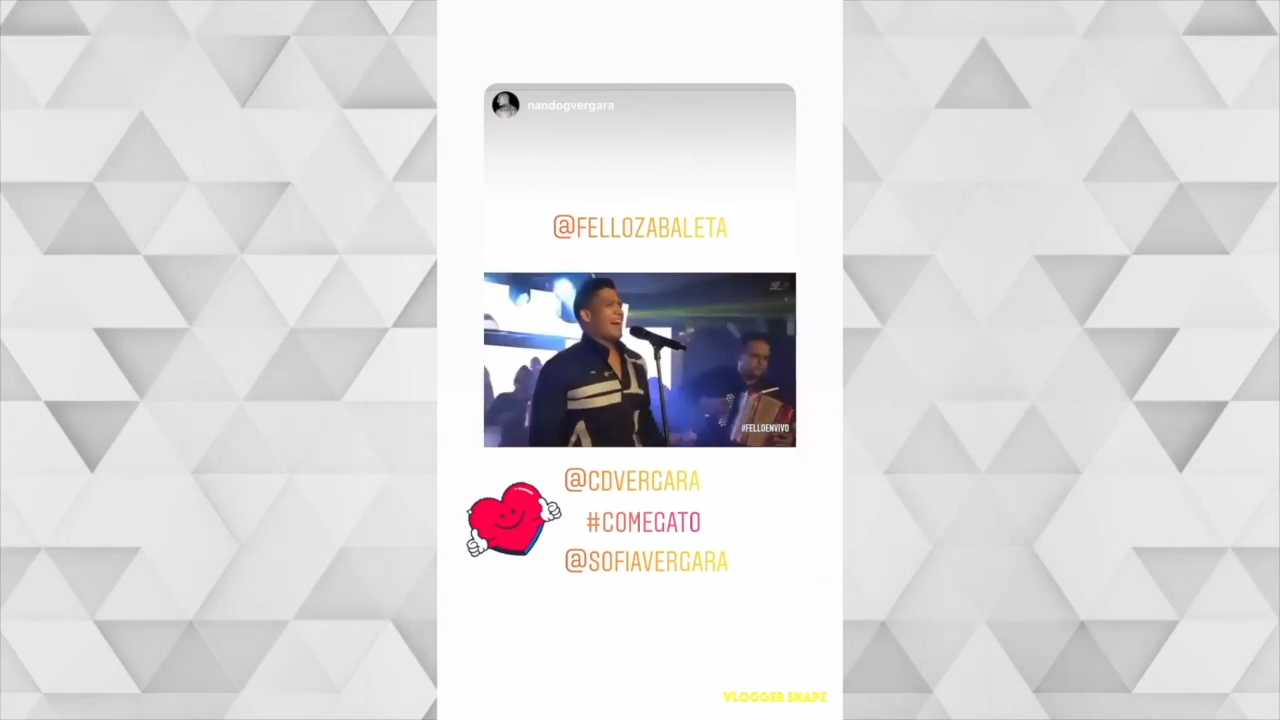 nandogvergara
@FELLOZABALETA
#FELLOENVIVO
@CDVERGARA
#COMEGATO
@SOFIAVERGARA
VLOGGER SNAPZ